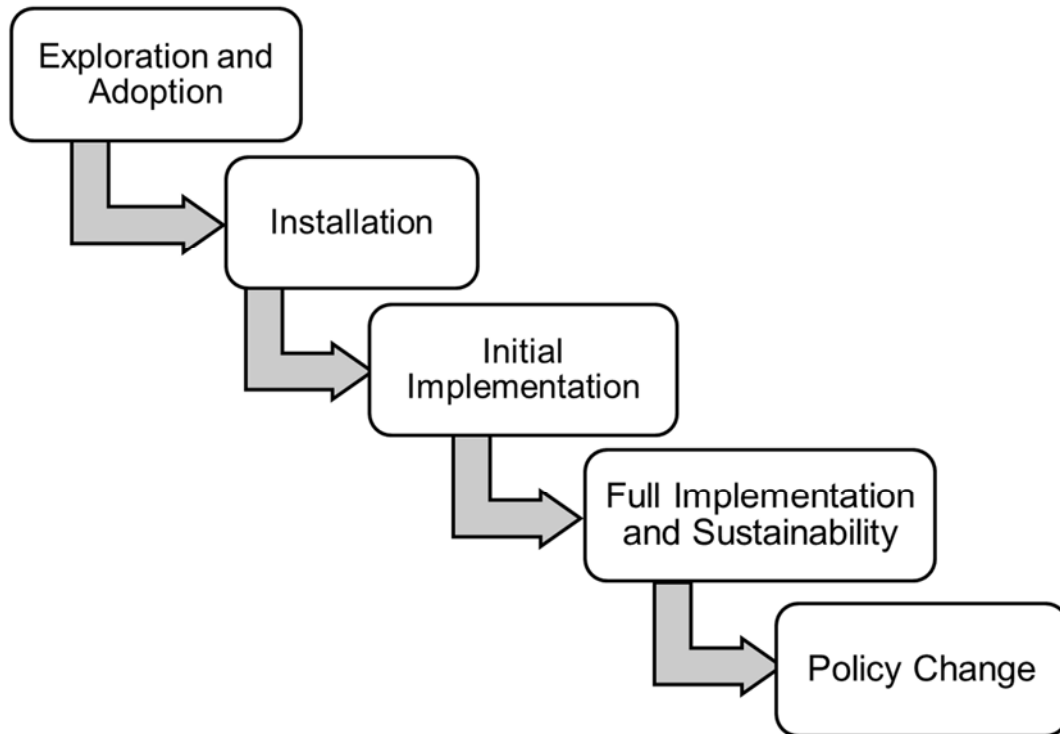 Exploration and
Adoption
Installation
Initial
Implementation
Full Implementation
and Sustainability
Policy Change